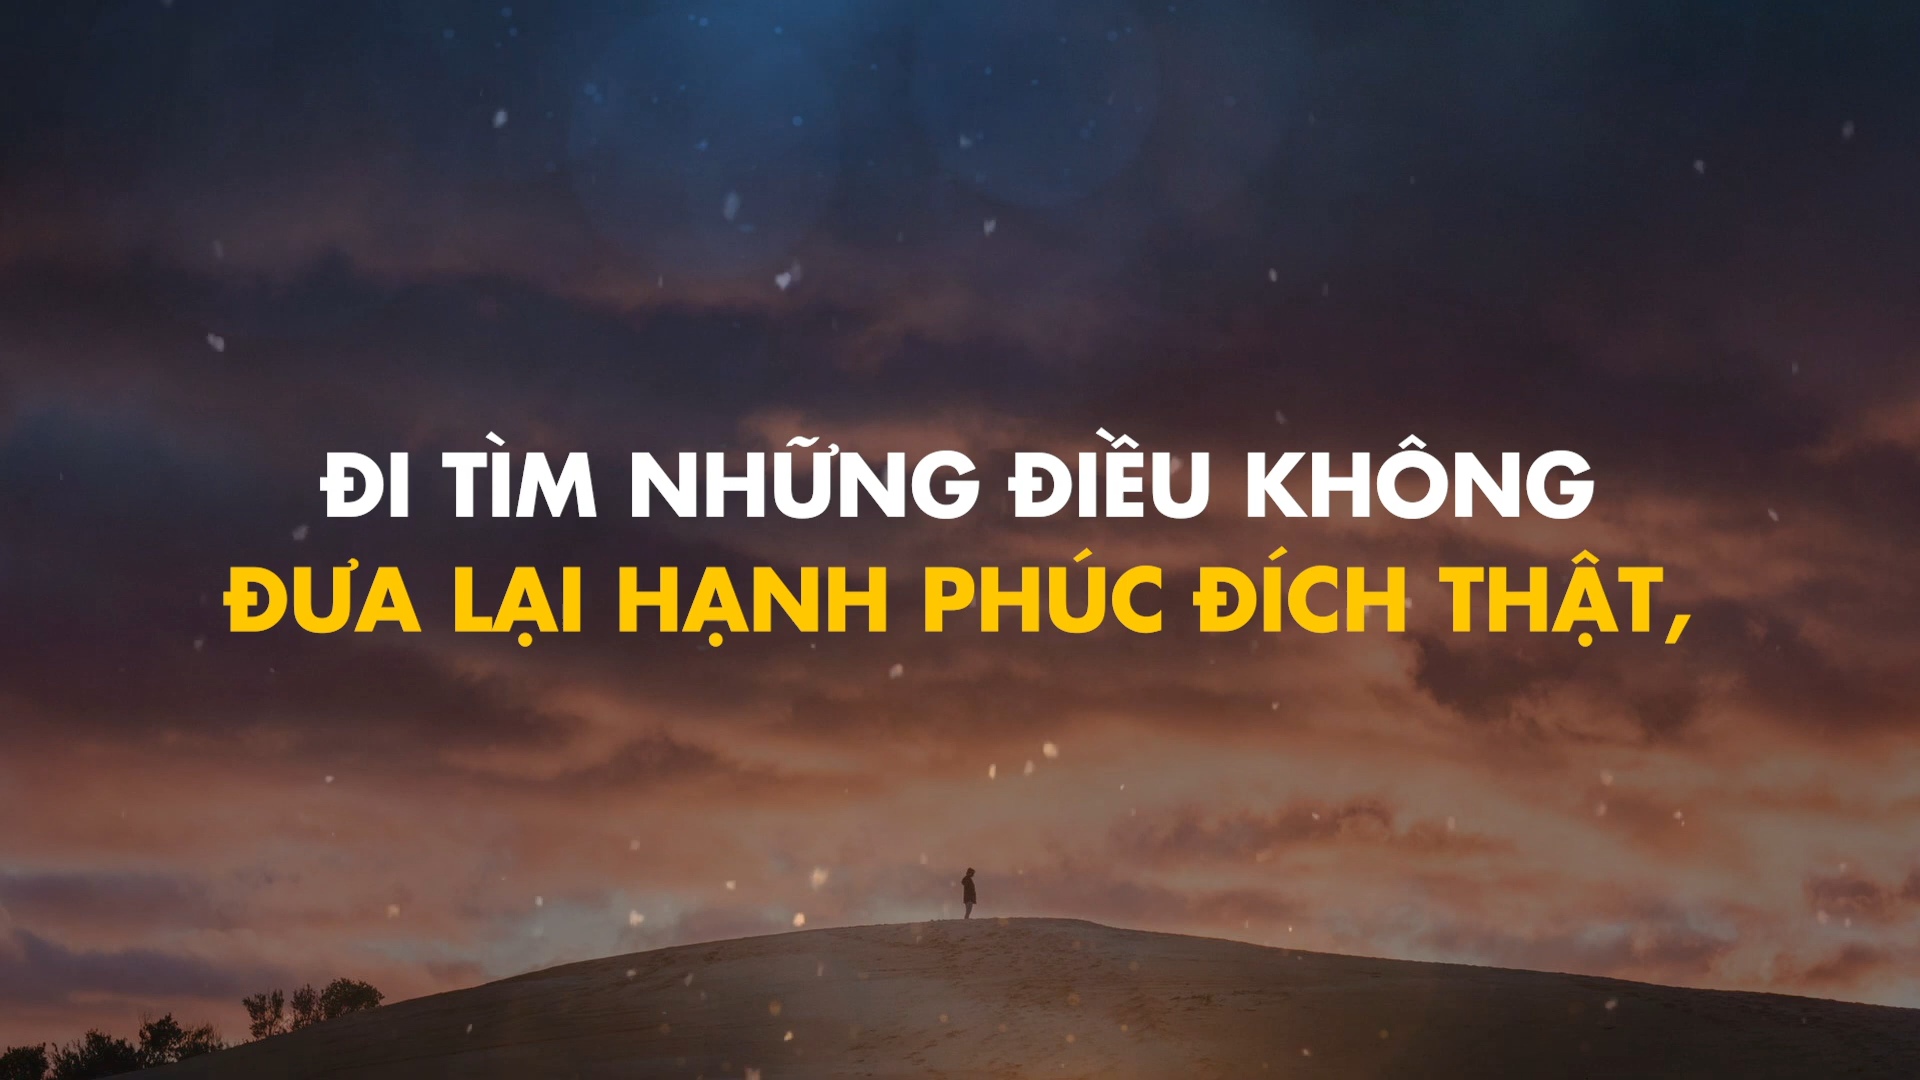 ĐI TÌM NHỮNG ĐIỀU KHÔNG
ĐƯA LẠI HẠNH PHÚC ĐÍCH THẬT,